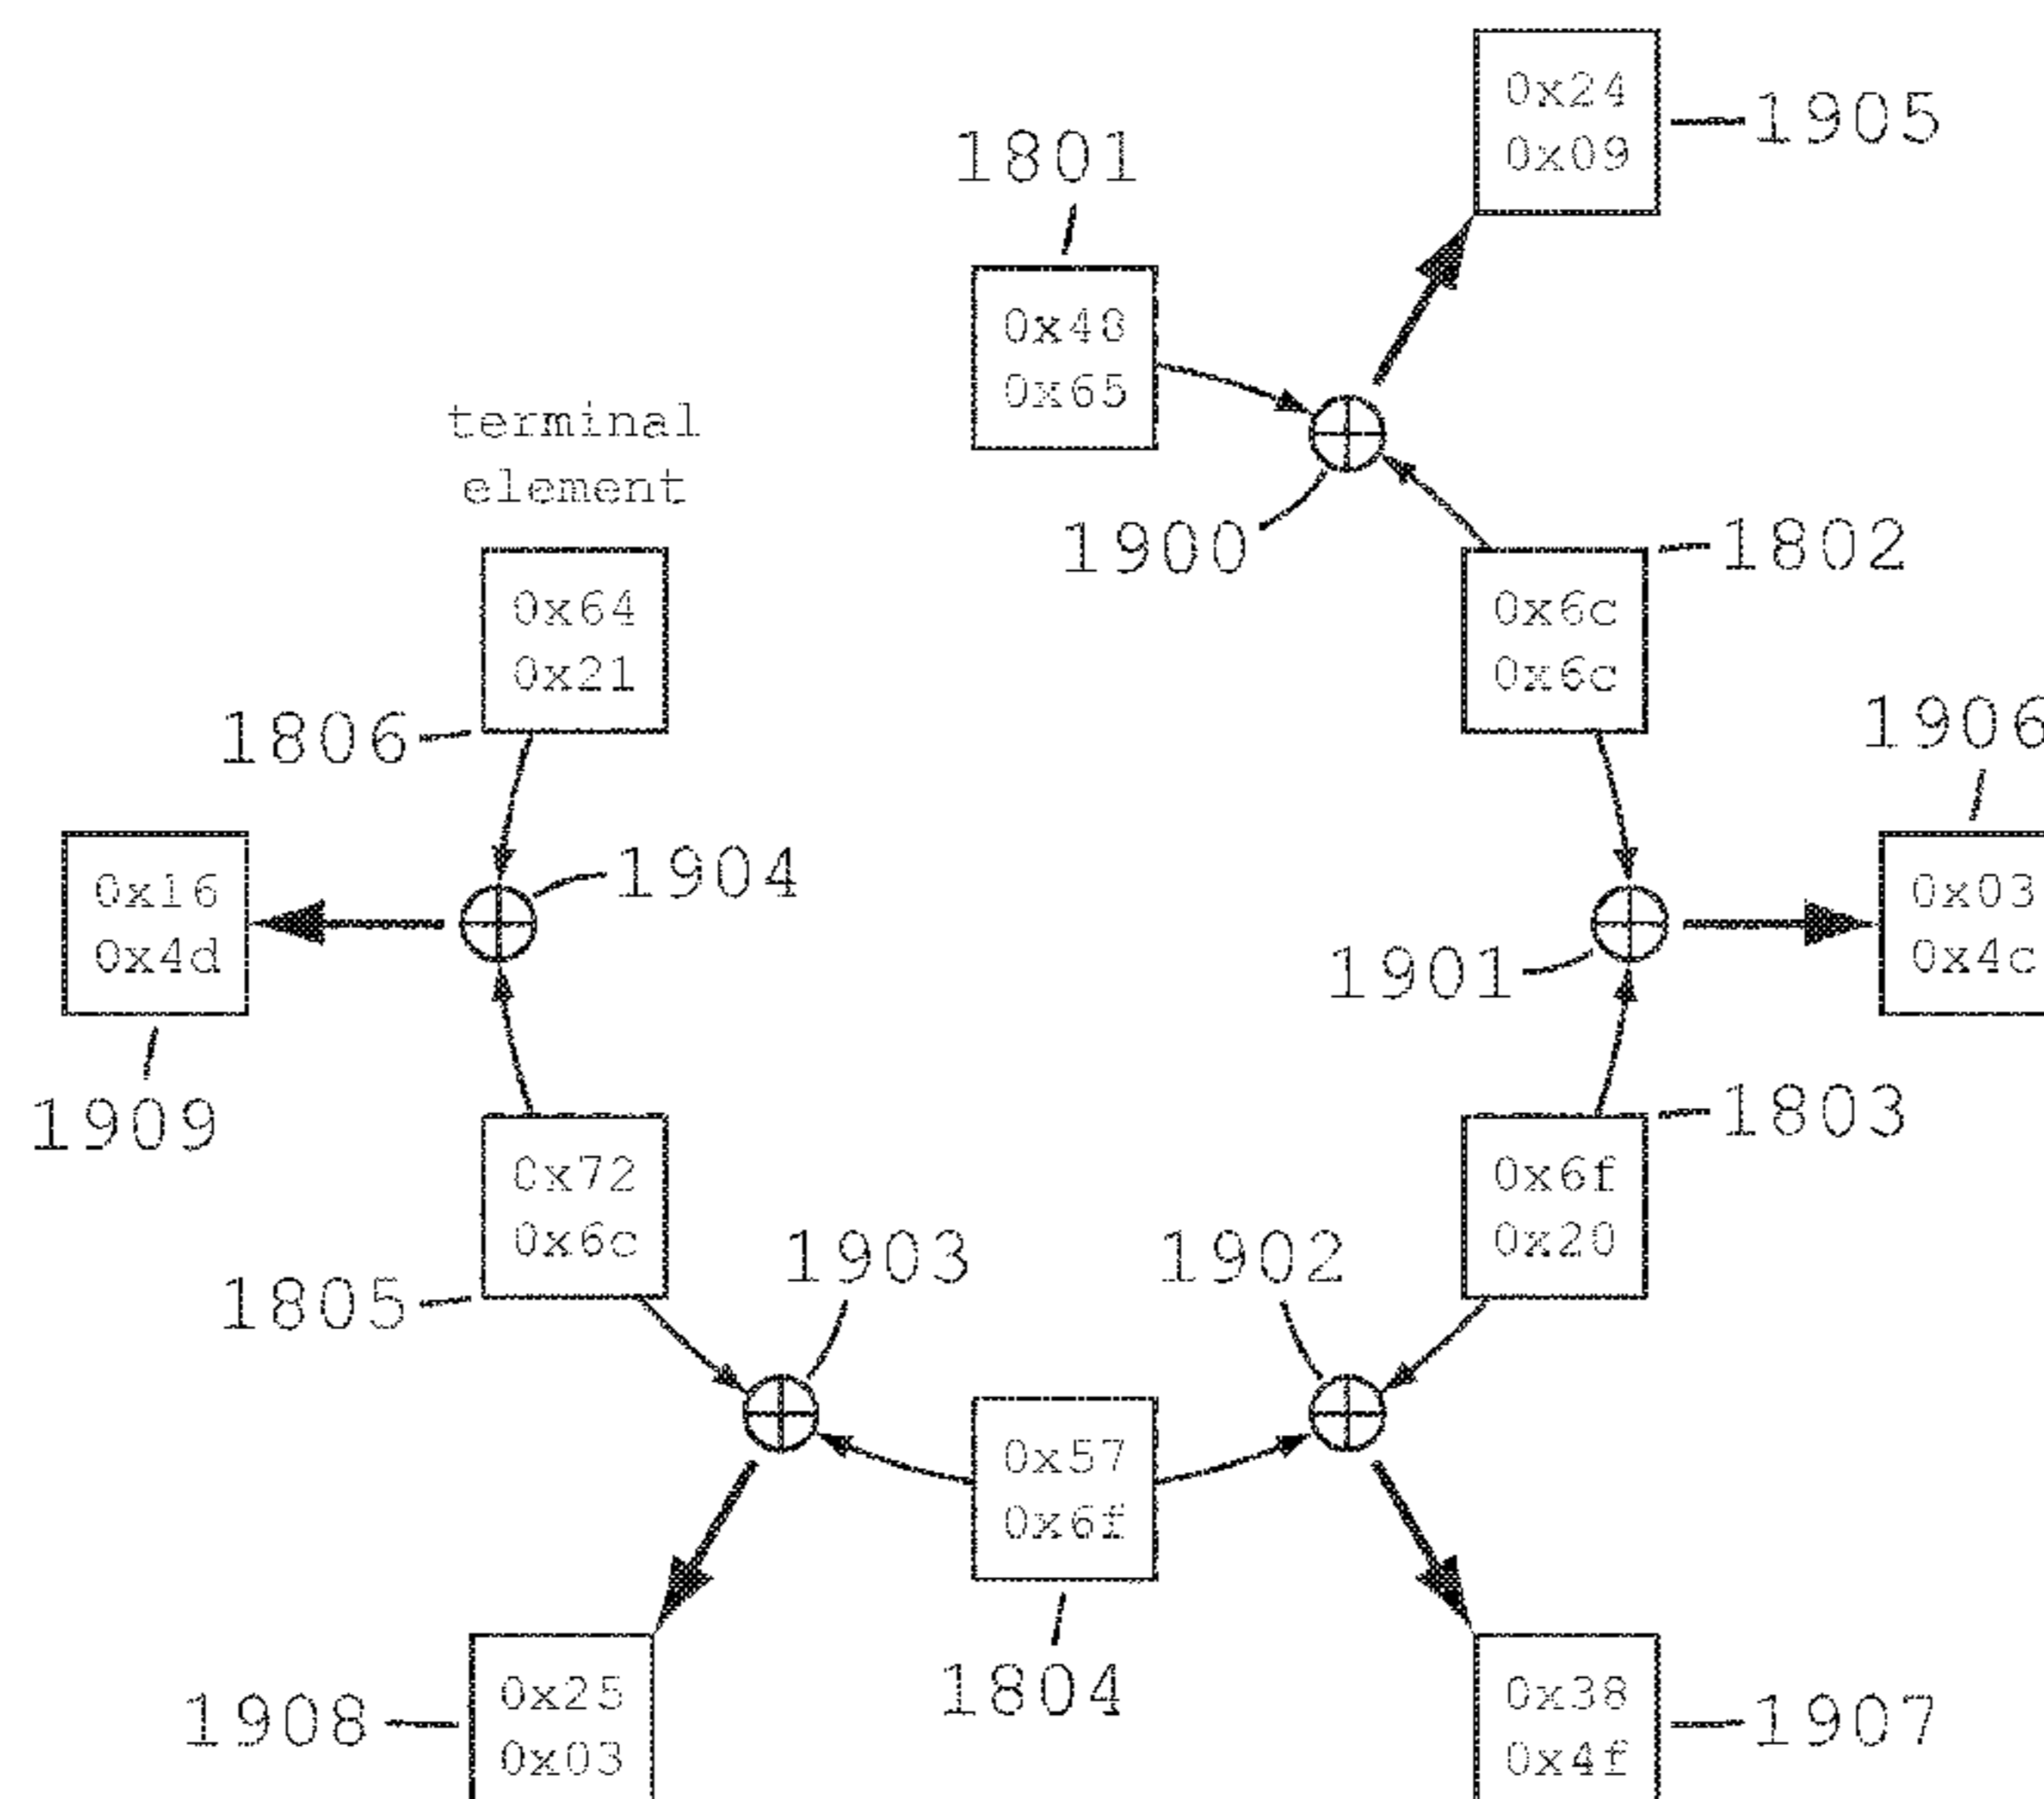 0x24
0x09
1905
1801
0x48
0x65
terminal
element
1900
1802
0x64
0x21
0x6c
0x6c
1806
1906
0x16
0x4d
1904
0x03
0x4c
1901
1909
1803
0x72
0x6c
0x6f
0x20
1903
1902
1805
0x57
0x6f
1804
1908
0x25
0x03
0x38
0x4f
1907